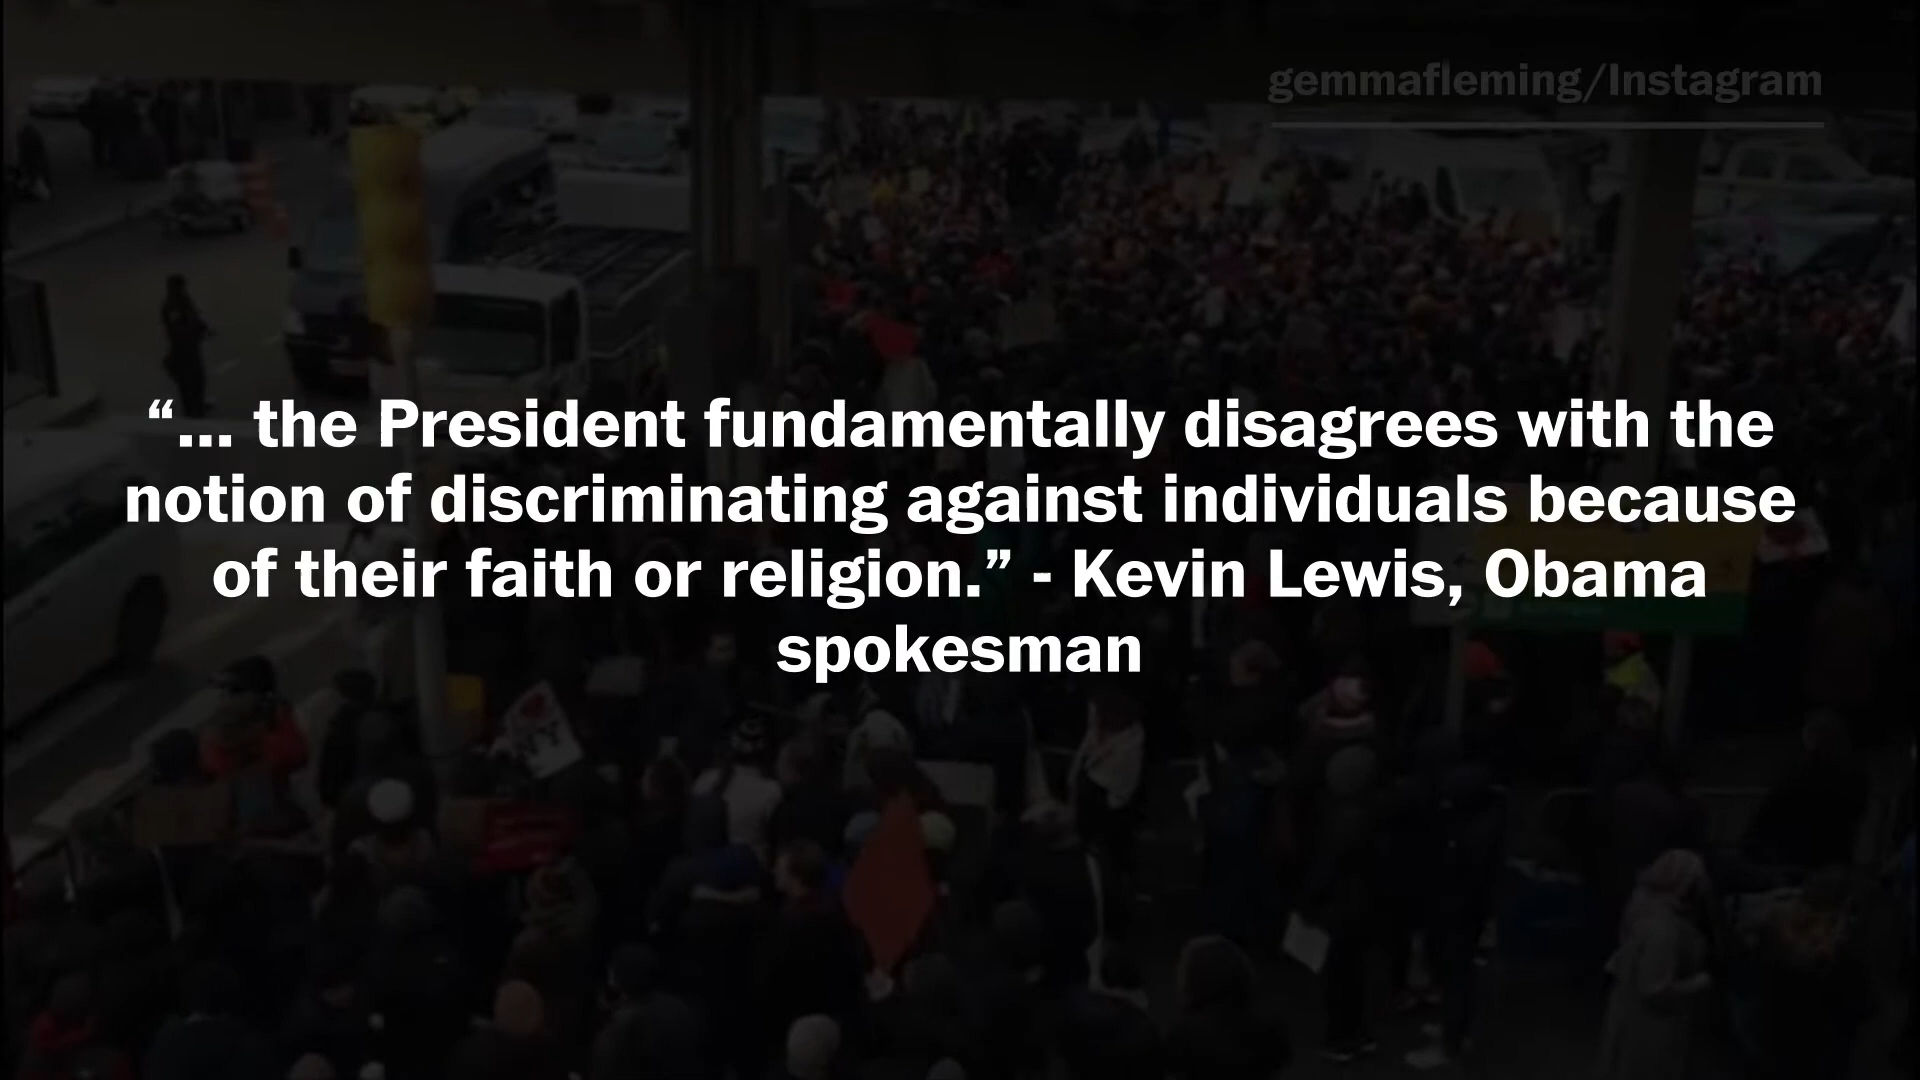 gemmafleming/Instagram
“... the President fundamentally disagrees with the
notion of discriminating against individuals because
of their faith or religion.” - Kevin Lewis, Obama
spokesman